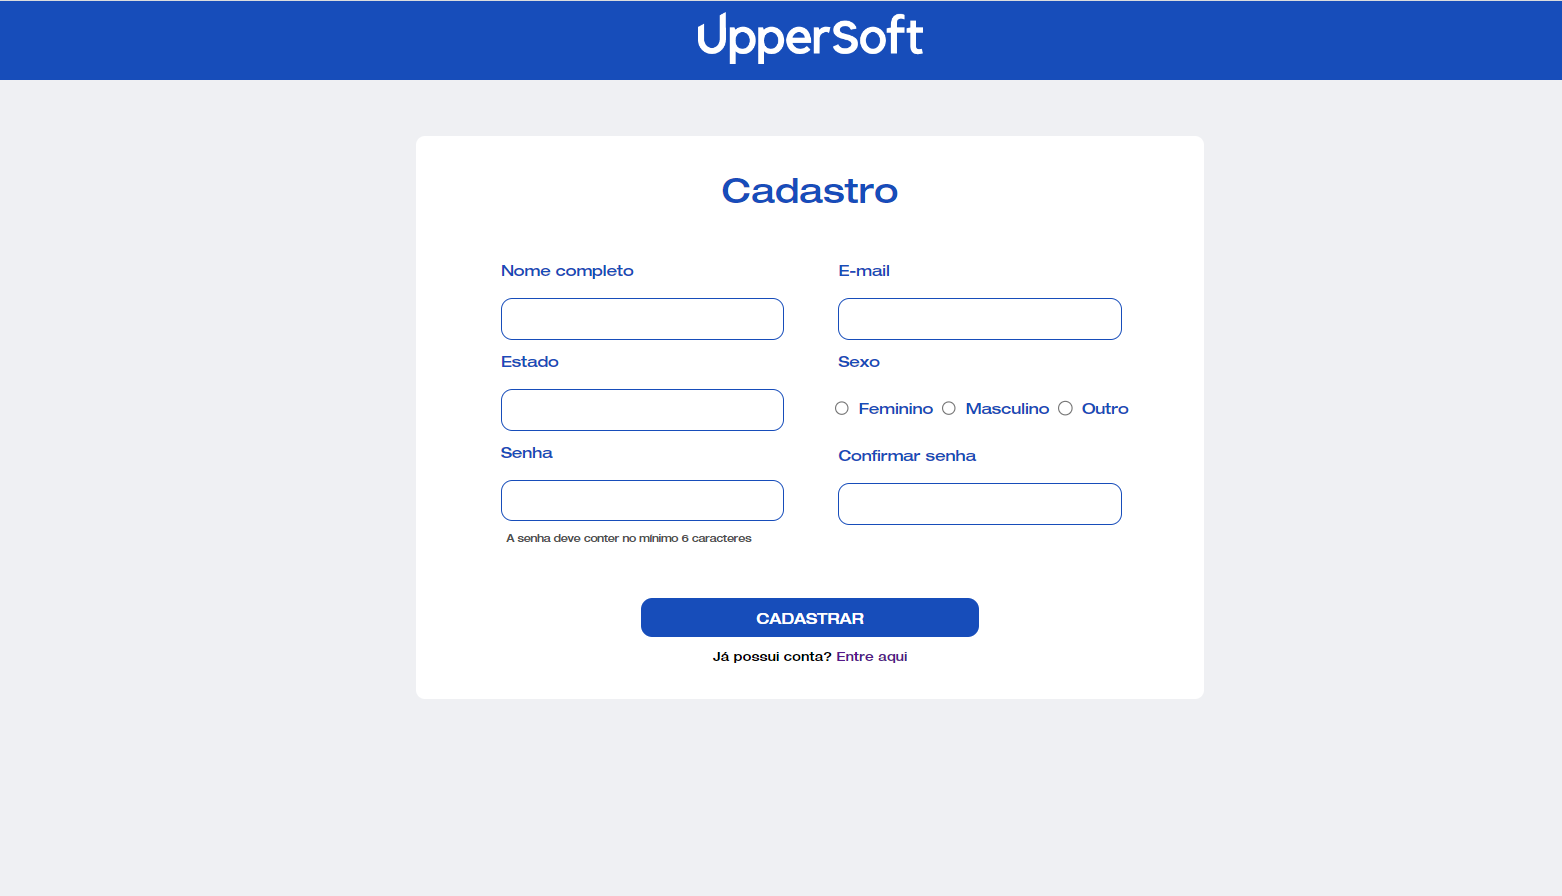 UpperSoft
Cadastro
Nome completo
E-mail
Estado
Sexo
Feminino Masculino Outro
Senha
Confirmar senha
A senha deve conter no mínimo 6 caracteres
CADASTRAR
Já possui conta? Entre aqui